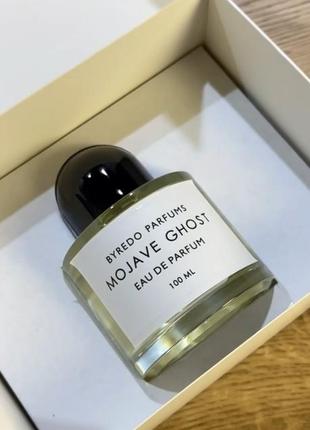 BYREDO PARFUMS
MOJAVE GHOST
EAU DE PARFUM
100 ML